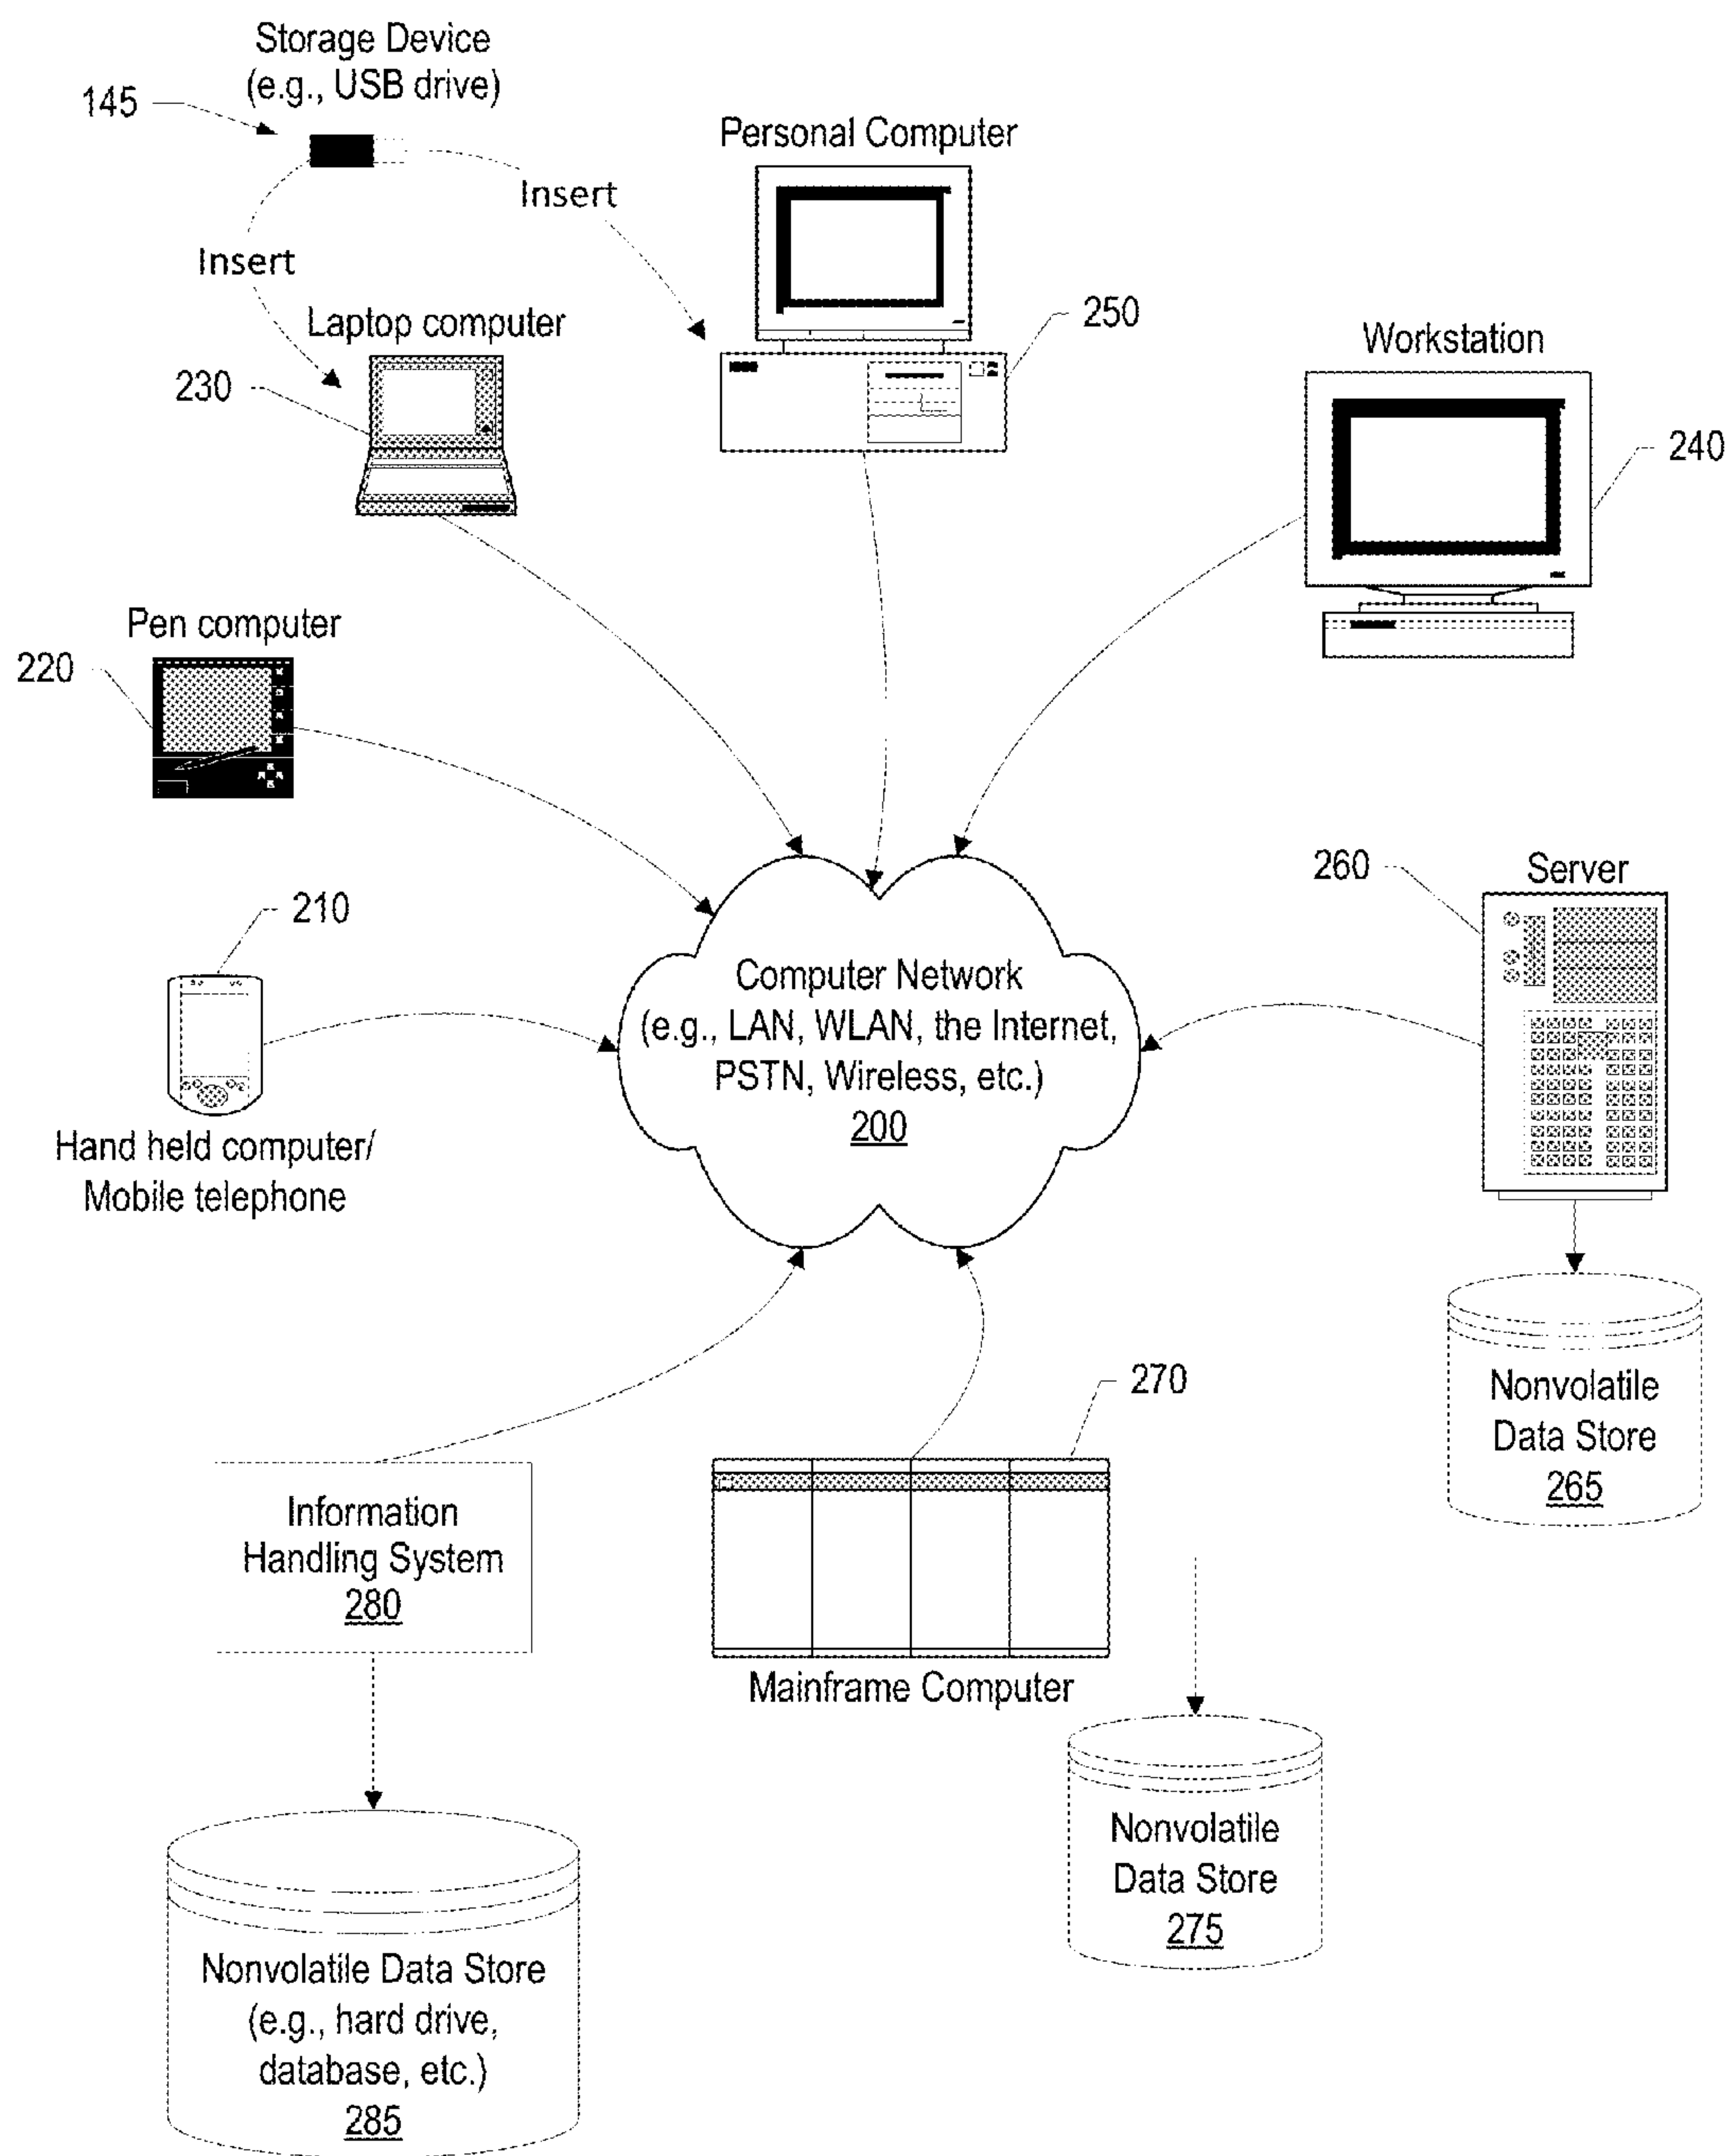 Storage Device
(e.g., USB drive)
145
Personal Computer
Insert
Insert
Laptop computer
250
Workstation
230
240
Pen computer
220
260
Server
210
Computer Network
(e.g., LAN, WLAN, the Internet,
PSTN, Wireless, etc.)
200
Hand held computer/
Mobile telephone
270
Nonvolatile
Data Store
265
Information
Handling System
280
Mainframe Computer
Nonvolatile
Data Store
275
Nonvolatile Data Store
(e.g., hard drive,
database, etc.)
285